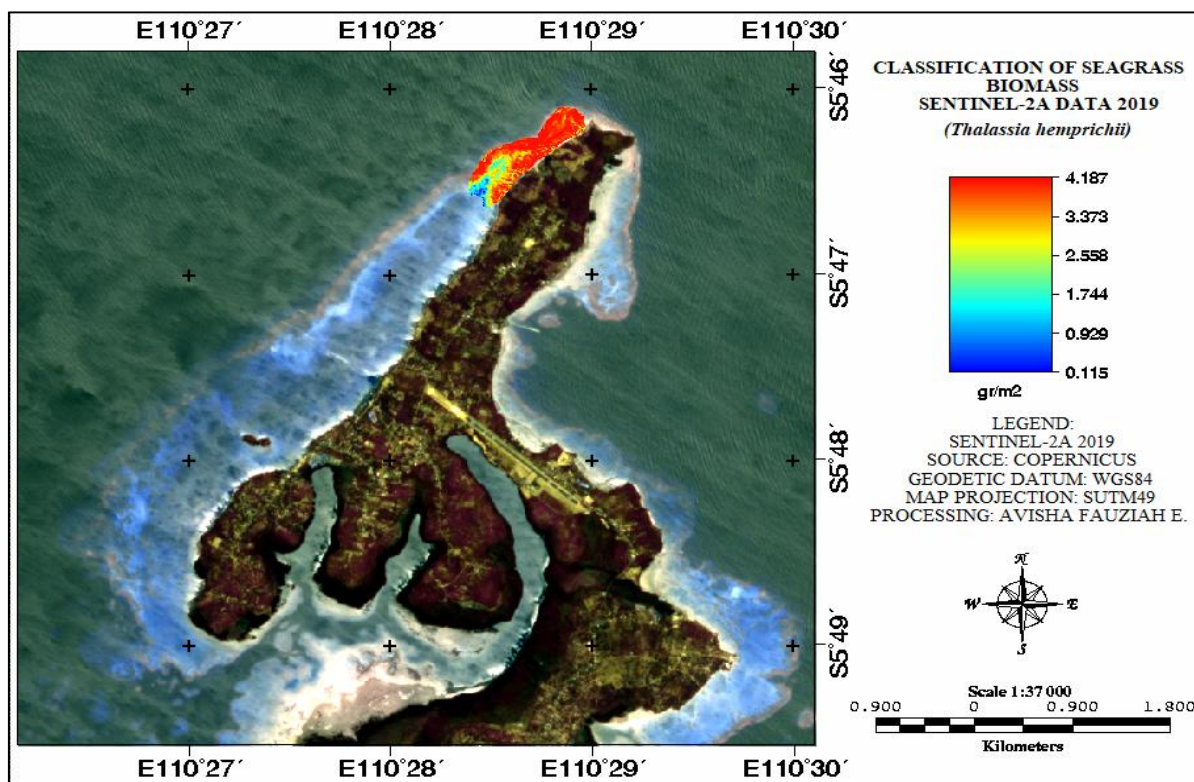 E110°27′ E110°28′ E110°29′ E110°30′
S5°46′
S5°47′
S5°48′
S5°49′
E110°27′ E110°28′ E110°29′ E110°30′
CLASSIFICATION OF SEAGRASS
BIOMASS
SENTINEL-2A DATA 2019
(Thalassia hemprichii)
4.187
3.373
2.558
1.744
0.929
0.115
gr/m2
LEGEND:
SENTINEL-2A 2019
SOURCE: COPERNICUS
GEODETIC DATUM: WGS84
MAP PROJECTION: SUTM49
PROCESSING: AVISHA FAUZIAH E.
N
W E
S
Scale 1:37 000
0.900 0 0.900 1.800
Kilometers